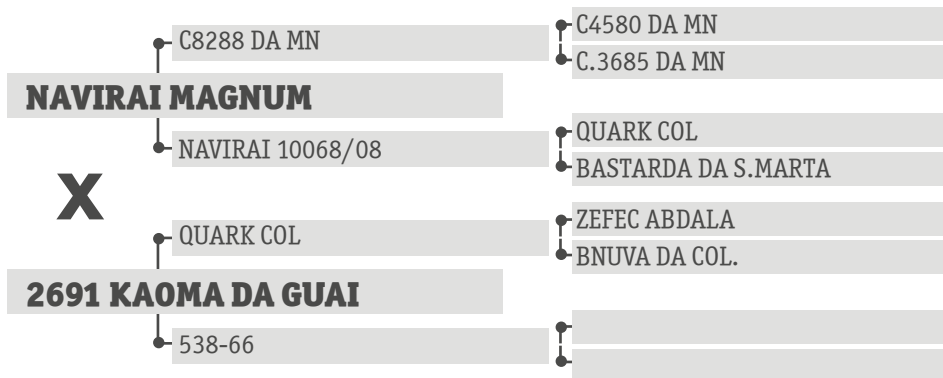 C8288 DA MN
C4580 DA MN
C.3685 DA MN
NAVIRAI MAGNUM
NAVIRAI 10068/08
QUARK COL
BASTARDA DA S.MARTA
X
QUARK COL
ZEFEC ABDALA
BNUVA DA COL.
2691 KAOMA DA GUAI
538-66